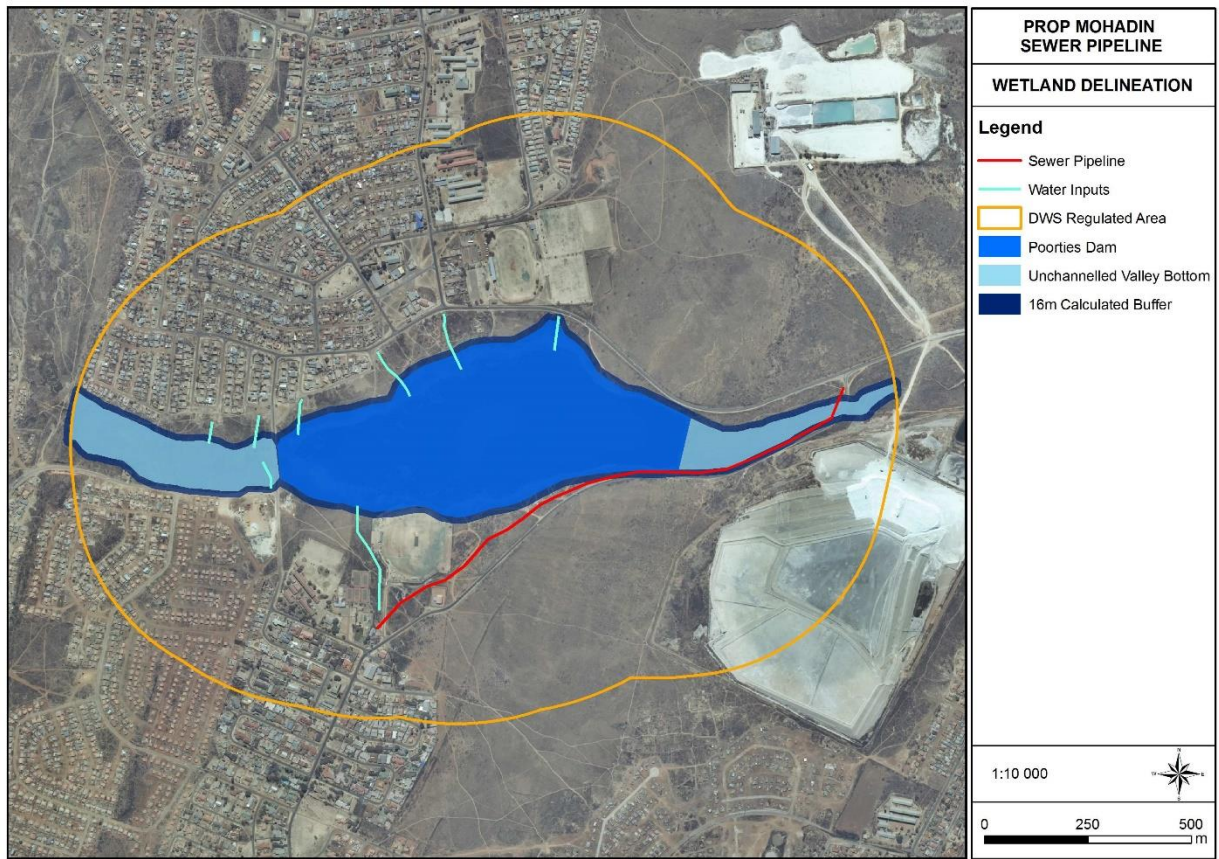 PROP MOHADIN
SEWER PIPELINE
WETLAND DELINEATION
Legend
Sewer Pipeline
Water Inputs
DWS Regulated Area
Poorties Dam
Unchannelled Valley Bottom
16m Calculated Buffer
1:10 000
0 250 500
m